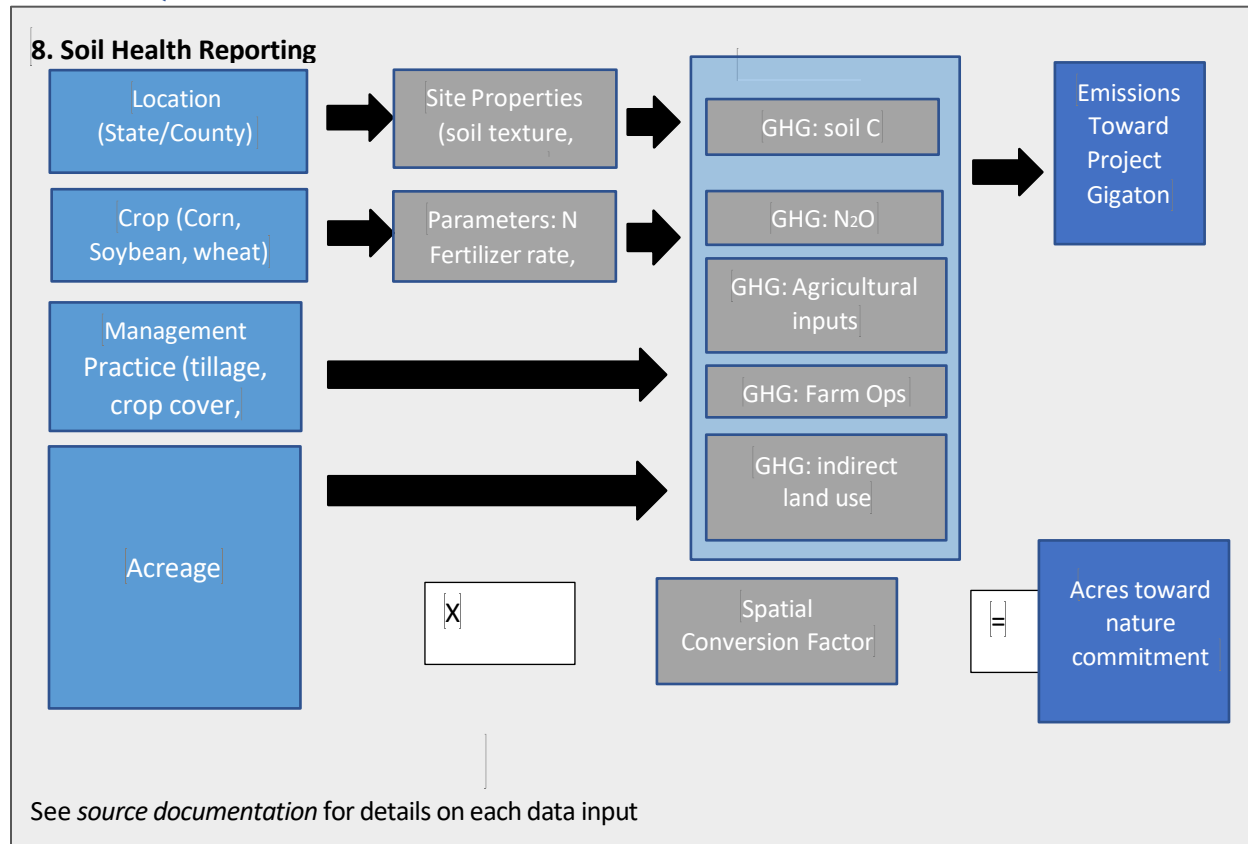 8. Soil Health Reporting
Location
(State/County)
Site Properties
(soil texture,
GHG: soil C
Emissions
Toward
Project
Gigaton
Crop (Corn,
Soybean, wheat)
Parameters: N
Fertilizer rate,
GHG: N2O
GHG: Agricultural
inputs
Management
Practice (tillage,
crop cover,
GHG: Farm Ops
GHG: indirect
land use
Acreage
X
Spatial
Conversion Factor
=
Acres toward
nature
commitment
See source documentation for details on each data input